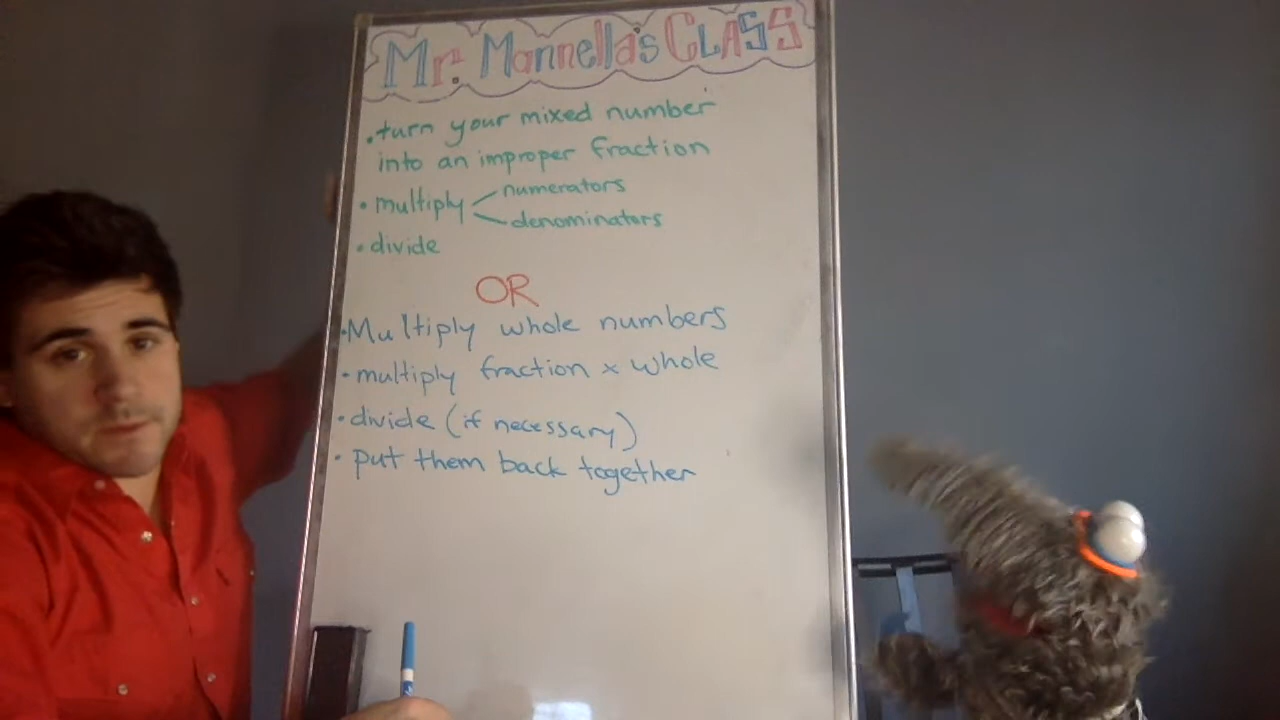 Mr. Mannella's CLASS
• turn your mixed number
into an improper fraction
• multiply < numerators
denominators
• divide
OR
• Multiply whole numbers
• multiply fraction x whole
• divide (if necessary)
• put them back together